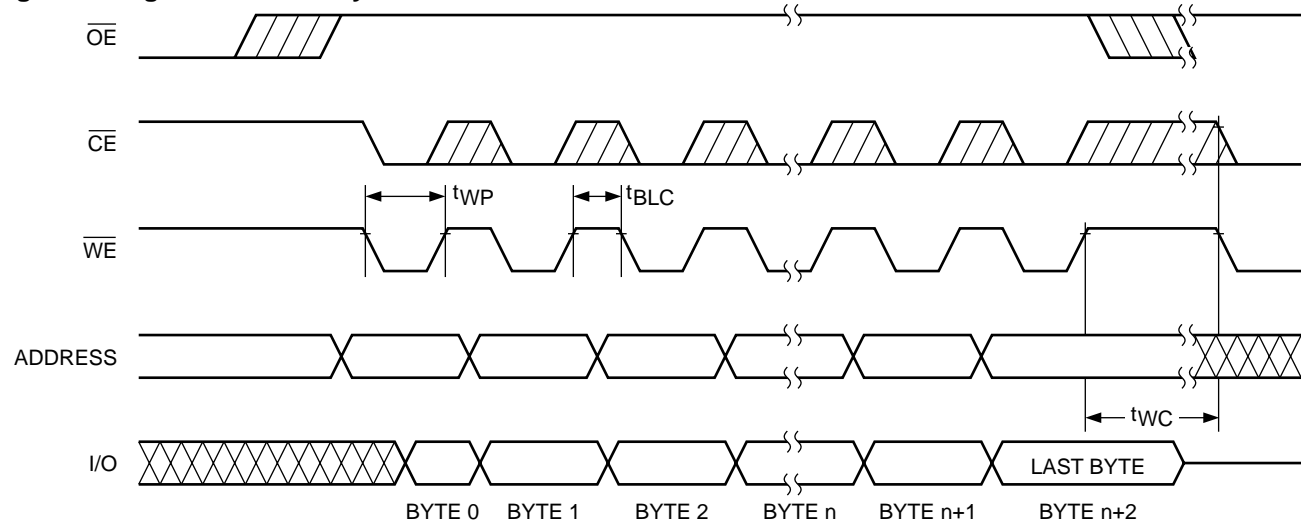 OE
CE
tWP
tBLC
WE
ADDRESS
tWC
I/O
LAST BYTE
BYTE 0 BYTE 1 BYTE 2 BYTE n BYTE n+1 BYTE n+2